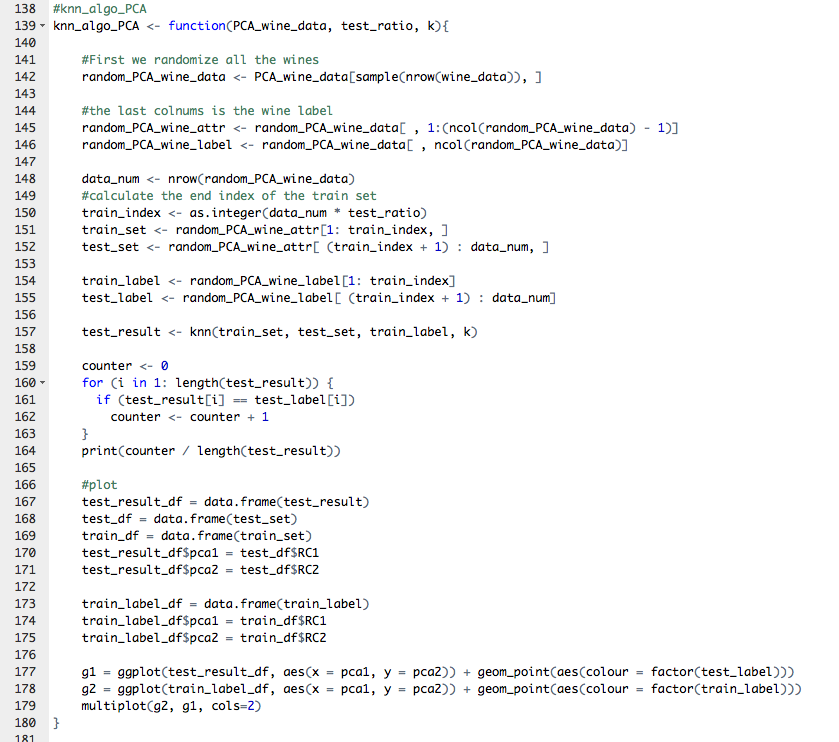 138 #knn_algo_PCA
139 knn_algo_PCA <- function(PCA_wine_data, test_ratio, k){
140
141 #First we randomize all the wines
142 random_PCA_wine_data <- PCA_wine_data[sample(nrow(wine_data)), ]
143
144 #the last colnums is the wine label
145 random_PCA_wine_attr <- random_PCA_wine_data[ , 1:(ncol(random_PCA_wine_data) - 1)]
146 random_PCA_wine_label <- random_PCA_wine_data[ , ncol(random_PCA_wine_data)]
147
148 data_num <- nrow(random_PCA_wine_data)
149 #calculate the end index of the train set
150 train_index <- as.integer(data_num * test_ratio)
151 train_set <- random_PCA_wine_attr[1: train_index, ]
152 test_set <- random_PCA_wine_attr[ (train_index + 1) : data_num, ]
153
154 train_label <- random_PCA_wine_label[1: train_index]
155 test_label <- random_PCA_wine_label[ (train_index + 1) : data_num]
156
157 test_result <- knn(train_set, test_set, train_label, k)
158
159 counter <- 0
160 for (i in 1: length(test_result)) {
161 if (test_result[i] == test_label[i])
162 counter <- counter + 1
163 }
164 print(counter / length(test_result))
165
166 #plot
167 test_result_df = data.frame(test_result)
168 test_df = data.frame(test_set)
169 train_df = data.frame(train_set)
170 test_result_df$pca1 = test_df$RC1
171 test_result_df$pca2 = test_df$RC2
172
173 train_label_df = data.frame(train_label)
174 train_label_df$pca1 = train_df$RC1
175 train_label_df$pca2 = train_df$RC2
176
177 g1 = ggplot(test_result_df, aes(x = pca1, y = pca2)) + geom_point(aes(colour = factor(test_label)))
178 g2 = ggplot(train_label_df, aes(x = pca1, y = pca2)) + geom_point(aes(colour = factor(train_label)))
179 multiplot(g2, g1, cols=2)
180 }
181